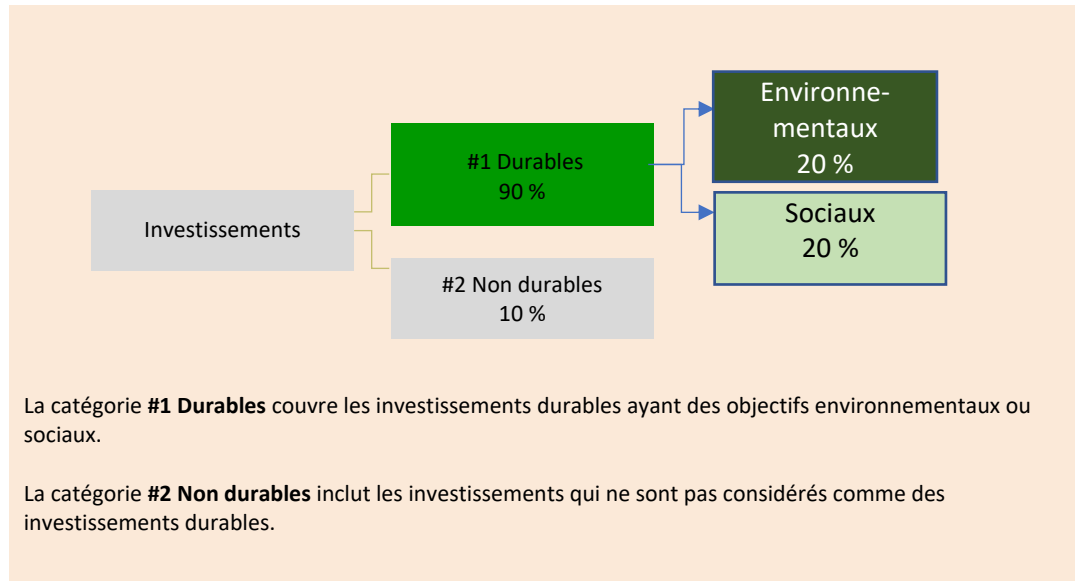 Investissements
#1 Durables
90 %
#2 Non durables
10 %
Environne-
mentaux
20 %
Sociaux
20 %
La catégorie #1 Durables couvre les investissements durables ayant des objectifs environnementaux ou
sociaux.
La catégorie #2 Non durables inclut les investissements qui ne sont pas considérés comme des
investissements durables.